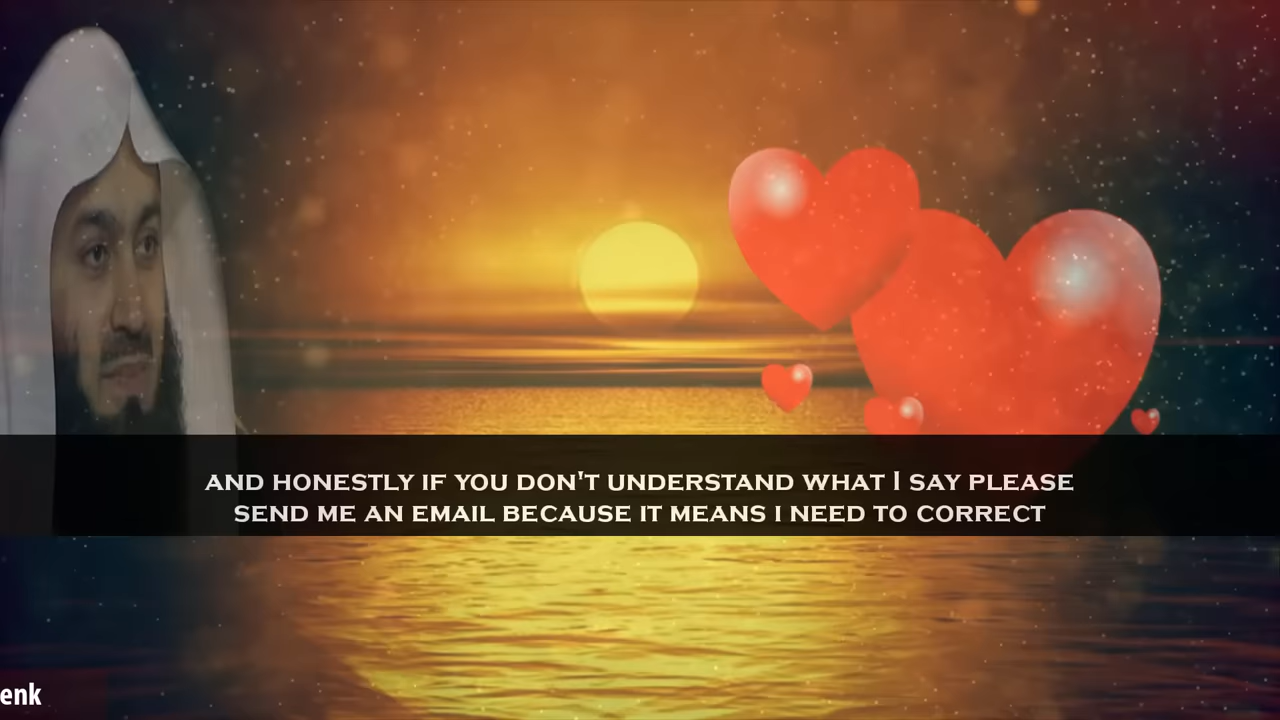 AND HONESTLY IF YOU DON'T UNDERSTAND WHAT I SAY PLEASE
SEND ME AN EMAIL BECAUSE IT MEANS I NEED TO CORRECT
enk